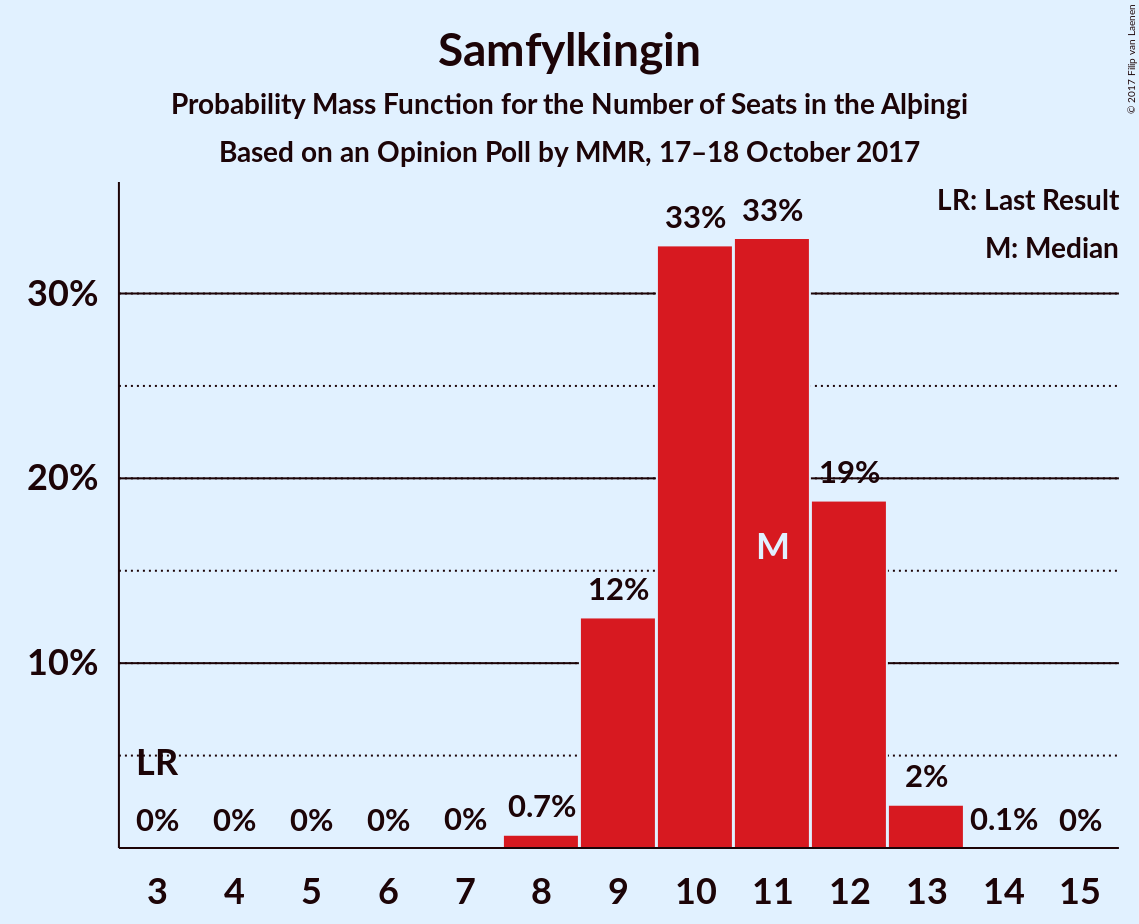 Samfylkingin
Probability Mass Function for the Number of Seats in the Alþingi
Based on an Opinion Poll by MMR, 17–18 October 2017
© 2017 Filip van Laenen
LR: Last Result
M: Median
33% 33%
30%
20%
19%
M
12%
10%
LR
0% 0% 0% 0% 0% 0.7% 2% 0.1% 0%
3 4 5 6 7 8 9 10 11 12 13 14 15